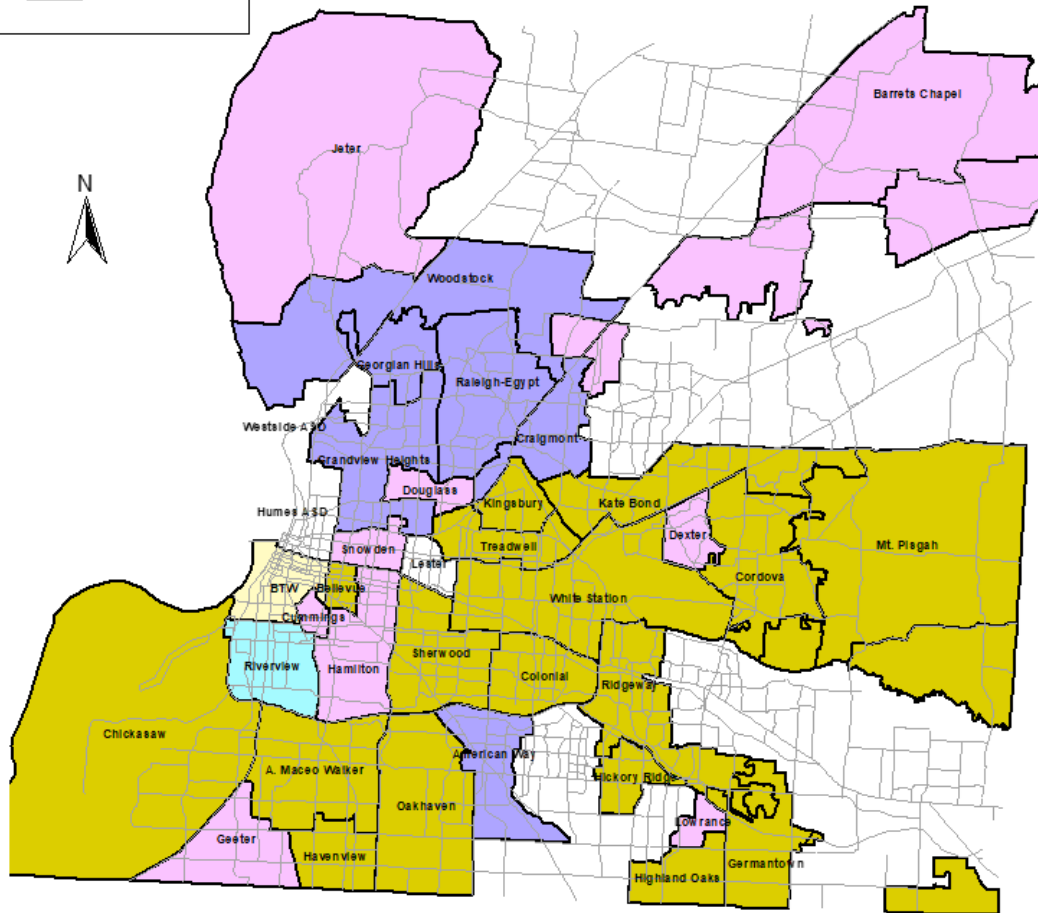 Barrets Chapel
Jeter
N
Woodstock
Georgian Hills
Raleigh-Egypt
Westside ASD
Craigmont
Grandview Heights
Douglass
Kingsbury
Kate Bond
Humes ASD
Dexter
Snowden
Treadwell
Mt. Pisgah
Lester
Cordova
BTW
Bellevue
White Station
Cummings
Sherwood
Riverview
Hamilton
Colonial
Ridgeway
Chickasaw
American Way
A. Maceo Walker
Hickory Ridge
Oakhaven
Lowrance
Geeter
Havenview
Germantown
Highland Oaks